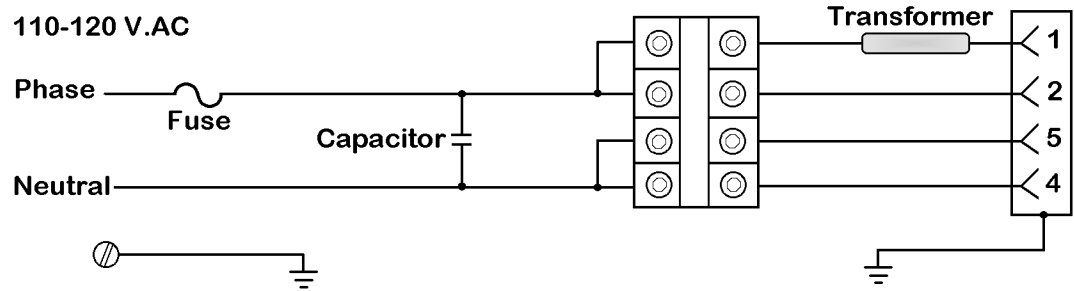 110-120 V.AC
Transformer
1
Phase
2
Fuse
Capacitor
5
Neutral
4